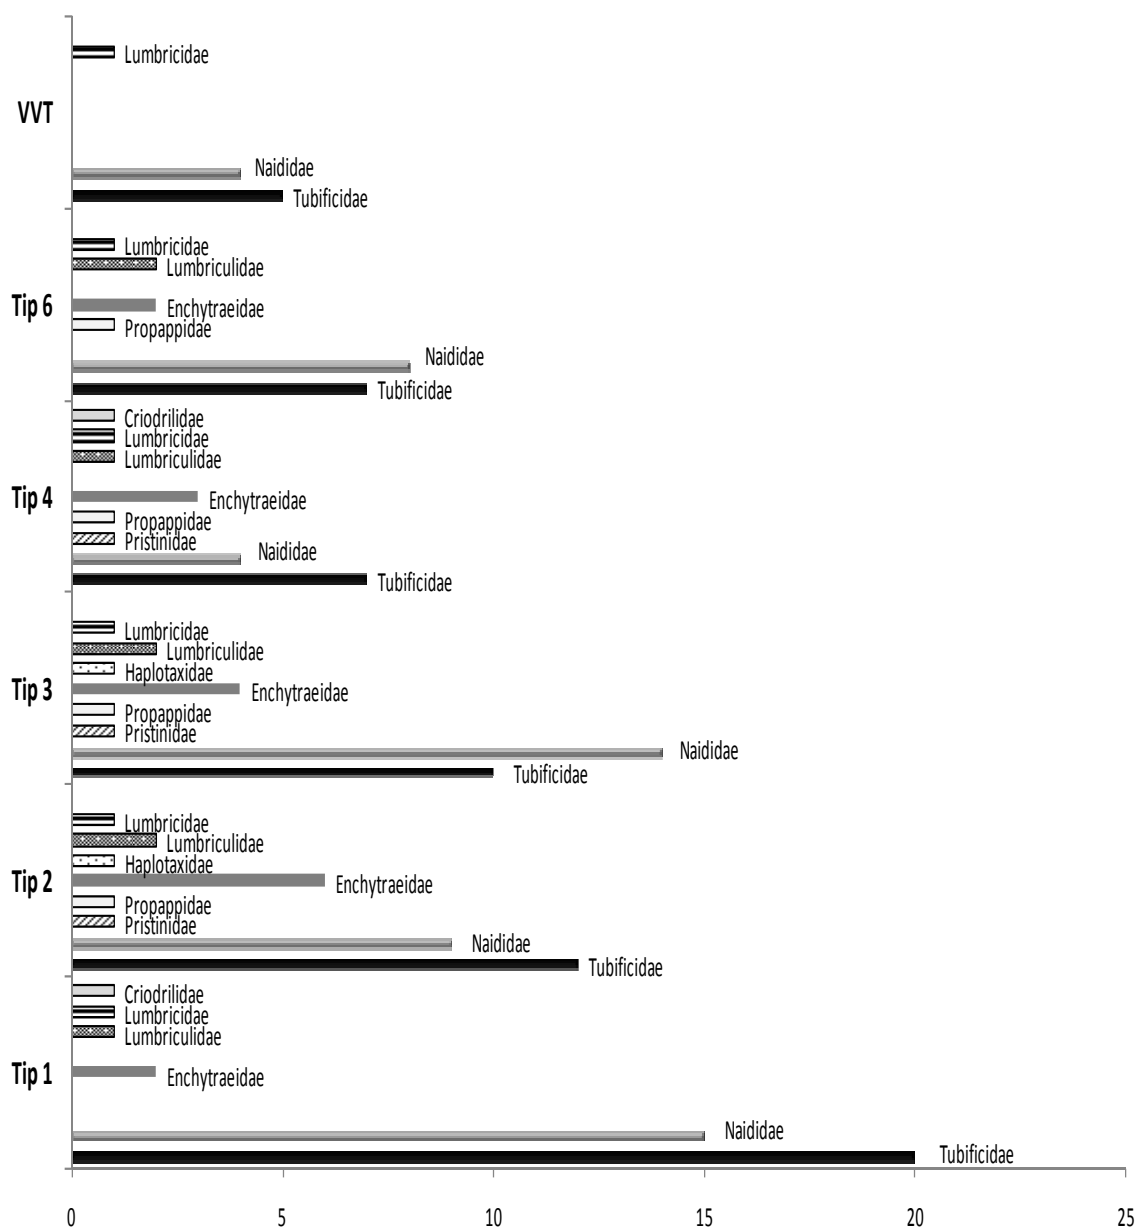 Lumbricidae
VVT
Naididae
Tubificidae
Lumbricidae
Lumbriculidae
Tip 6
Enchytraeidae
Propappidae
Naididae
Tubificidae
Criodrilidae
Lumbricidae
Lumbriculidae
Tip 4
Enchytraeidae
Propappidae
Pristinidae
Naididae
Tubificidae
Lumbricidae
Lumbriculidae
Haplotaxidae
Tip 3
Enchytraeidae
Propappidae
Pristinidae
Naididae
Tubificidae
Lumbricidae
Lumbriculidae
Haplotaxidae
Tip 2
Enchytraeidae
Propappidae
Pristinidae
Naididae
Tubificidae
Criodrilidae
Lumbricidae
Lumbriculidae
Tip 1
Enchytraeidae
Naididae
Tubificidae
0 5 10 15 20 25